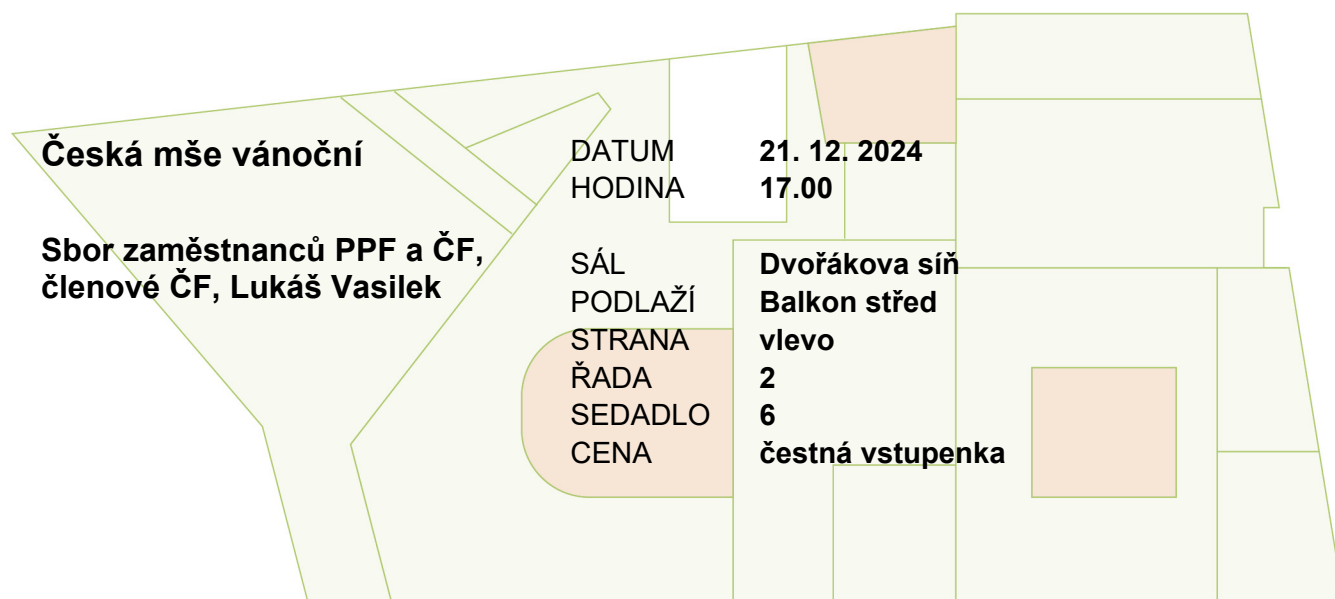 Česká mše vánoční
Sbor zaměstnanců PPF a ČF,
členové ČF, Lukáš Vasilek
DATUM 21. 12. 2024
HODINA 17.00
SÁL Dvořákova síň
PODLAŽÍ Balkon střed
STRANA vlevo
ŘADA 2
SEDADLO 6
CENA čestná vstupenka